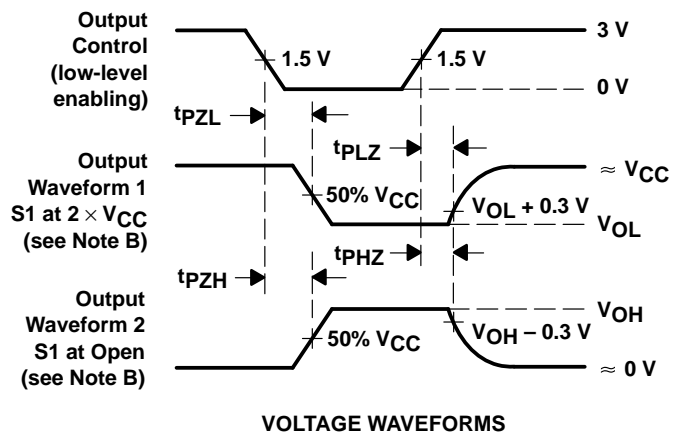 Output
Control
(low-level
enabling)
3 V
1.5 V
1.5 V
0 V
tPZL
tPLZ
Output
Waveform 1
S1 at 2 × VCC
(see Note B)
≈ VCC
50% VCC
VOL + 0.3 V
VOL
tPHZ
tPZH
Output
Waveform 2
S1 at Open
(see Note B)
VOH
50% VCC
VOH – 0.3 V
≈ 0 V
VOLTAGE WAVEFORMS